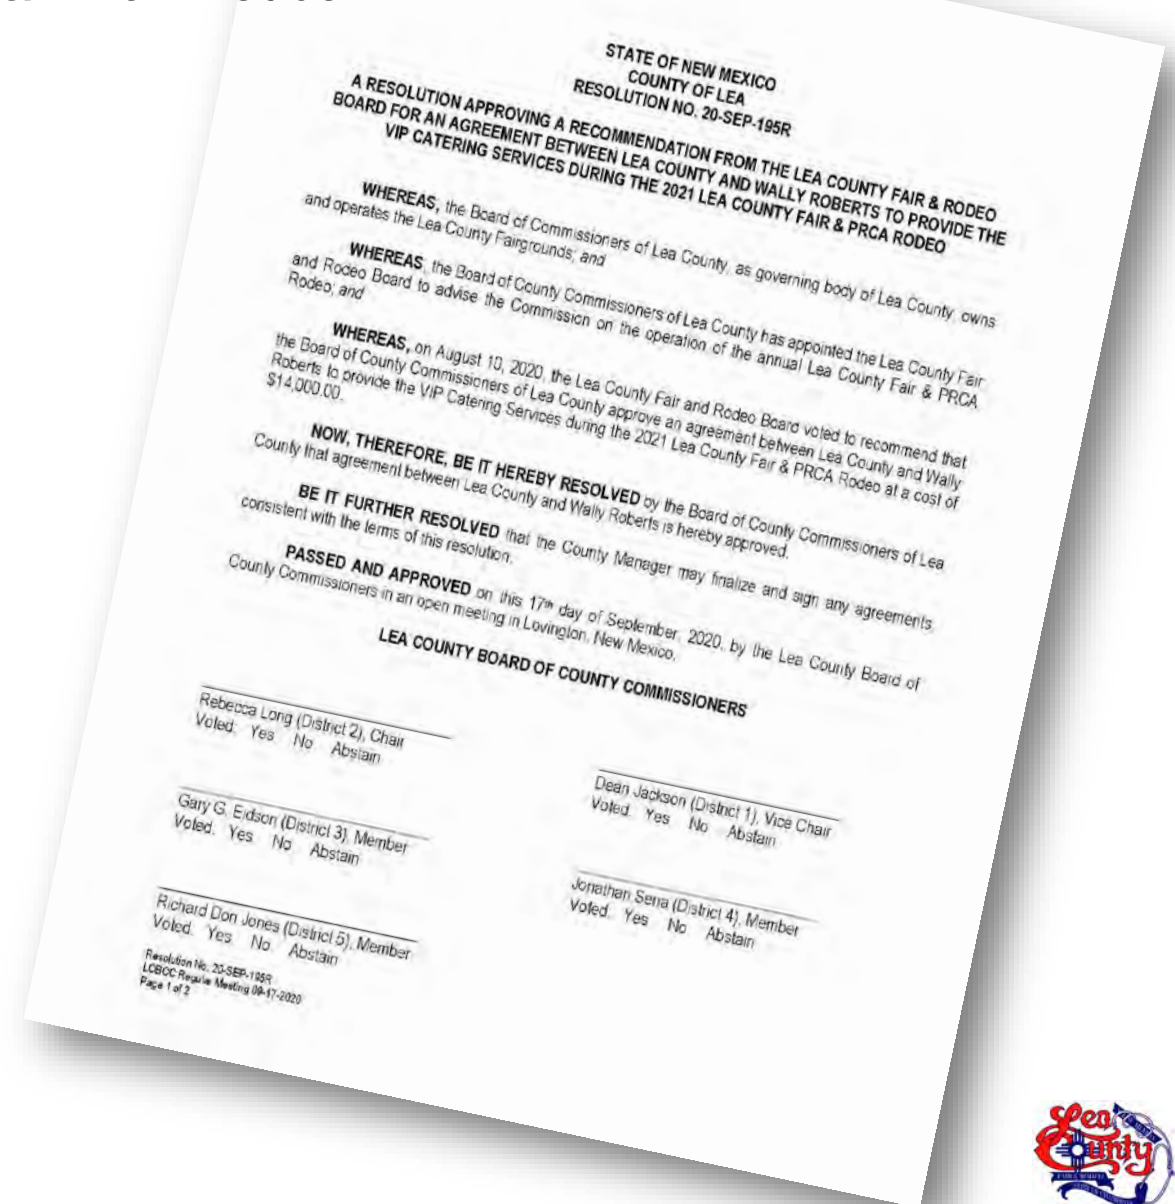 STATE OF NEW MEXICO
COUNTY OF LEA
RESOLUTION NO. 20-SEP-195R
A RESOLUTION APPROVING A RECOMMENDATION FROM THE LEA COUNTY FAIR & RODEO
BOARD FOR AN AGREEMENT BETWEEN LEA COUNTY AND WALLY ROBERTS TO PROVIDE THE
VIP CATERING SERVICES DURING THE 2021 LEA COUNTY FAIR & PRCA RODEO
WHEREAS, the Board of Commissioners of Lea County, as governing body of Lea County, owns
and operates the Lea County Fairgrounds; and
WHEREAS, the Board of County Commissioners of Lea County has appointed the Lea County Fair
and Rodeo Board to advise the Commission on the operation of the annual Lea County Fair & PRCA
Rodeo; and
WHEREAS, on August 10, 2020, the Lea County Fair and Rodeo Board voted to recommend that
the Board of County Commissioners of Lea County approve an agreement between Lea County and Wally
Roberts to provide the VIP Catering Services during the 2021 Lea County Fair & PRCA Rodeo at a cost of
$14,000.00.
NOW, THEREFORE, BE IT HEREBY RESOLVED by the Board of County Commissioners of Lea
County that agreement between Lea County and Wally Roberts is hereby approved.
BE IT FURTHER RESOLVED that the County Manager may finalize and sign any agreements
consistent with the terms of this resolution.
PASSED AND APPROVED on this 17th day of September, 2020, by the Lea County Board of
County Commissioners in an open meeting in Lovington, New Mexico.
LEA COUNTY BOARD OF COUNTY COMMISSIONERS
Rebecca Long (District 2), Chair
Voted: Yes No Abstain
Dean Jackson (District 1), Vice Chair
Voted: Yes No Abstain
Gary G. Eidson (District 3), Member
Voted: Yes No Abstain
Jonathan Sena (District 4), Member
Voted: Yes No Abstain
Richard Don Jones (District 5), Member
Voted: Yes No Abstain
Resolution No. 20-SEP-195R
LCBCC Regular Meeting 09-17-2020
Page 1 of 2
Lea
County